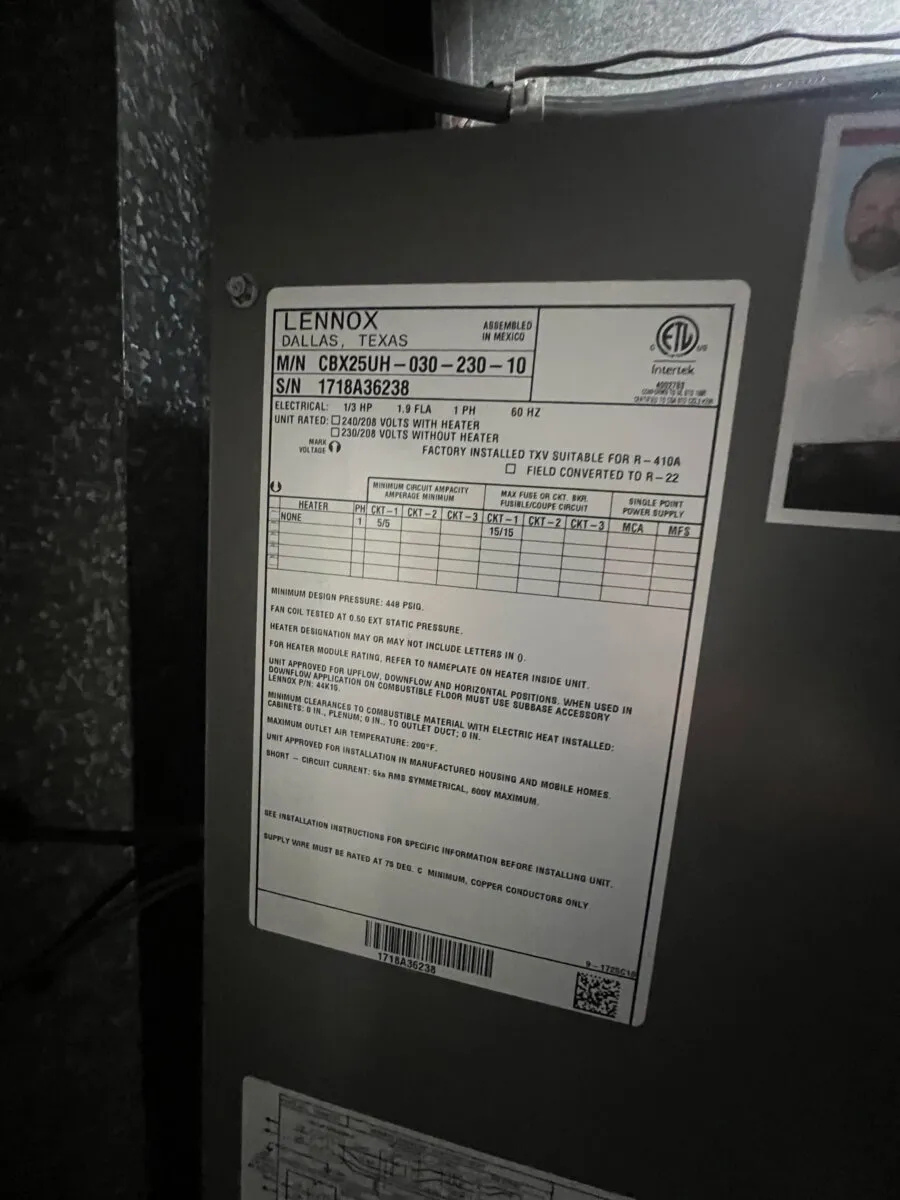 LENNOX
DALLAS, TEXAS
ASSEMBLED
IN MEXICO
M/N CBX25UH-030-230-10
S/N 1718A36238
C ETL US
Intertek
ELECTRICAL: 1/3 HP 1.9 FLA 1 PH 60 HZ
UNIT RATED: 240/208 VOLTS WITH HEATER
230/208 VOLTS WITHOUT HEATER
MARK
VOLTAGE
FACTORY INSTALLED TXV SUITABLE FOR R-410A
FIELD CONVERTED TO R-22
MINIMUM CIRCUIT AMPACITY
AMPERAGE MINIMUM
MAX FUSE OR CKT. BKR.
FUSIBLE/COUPE CIRCUIT
SINGLE POINT
POWER SUPPLY
HEATER PH CKT-1 CKT-2 CKT-3 CKT-1 CKT-2 CKT-3 MCA MFS
NONE 1 5/5 15/15
MINIMUM DESIGN PRESSURE: 448 PSIG.
FAN COIL TESTED AT 0.50 EXT STATIC PRESSURE.
HEATER DESIGNATION MAY OR MAY NOT INCLUDE LETTERS IN ().
FOR HEATER MODULE RATING, REFER TO NAMEPLATE ON HEATER INSIDE UNIT.
UNIT APPROVED FOR UPFLOW, DOWNFLOW AND HORIZONTAL POSITIONS. WHEN USED IN
DOWNFLOW APPLICATION ON COMBUSTIBLE FLOOR MUST USE SUBBASE ACCESSORY
LENNOX P/N: 44K15.
MINIMUM CLEARANCES TO COMBUSTIBLE MATERIAL WITH ELECTRIC HEAT INSTALLED:
CABINETS: 0 IN., PLENUM; 0 IN., TO OUTLET DUCT; 0 IN.
MAXIMUM OUTLET AIR TEMPERATURE: 200°F.
UNIT APPROVED FOR INSTALLATION IN MANUFACTURED HOUSING AND MOBILE HOMES.
SHORT - CIRCUIT CURRENT: 5ka RMS SYMMETRICAL, 600V MAXIMUM.
SEE INSTALLATION INSTRUCTIONS FOR SPECIFIC INFORMATION BEFORE INSTALLING UNIT.
SUPPLY WIRE MUST BE RATED AT 75 DEG. C MINIMUM, COPPER CONDUCTORS ONLY
1718A36238